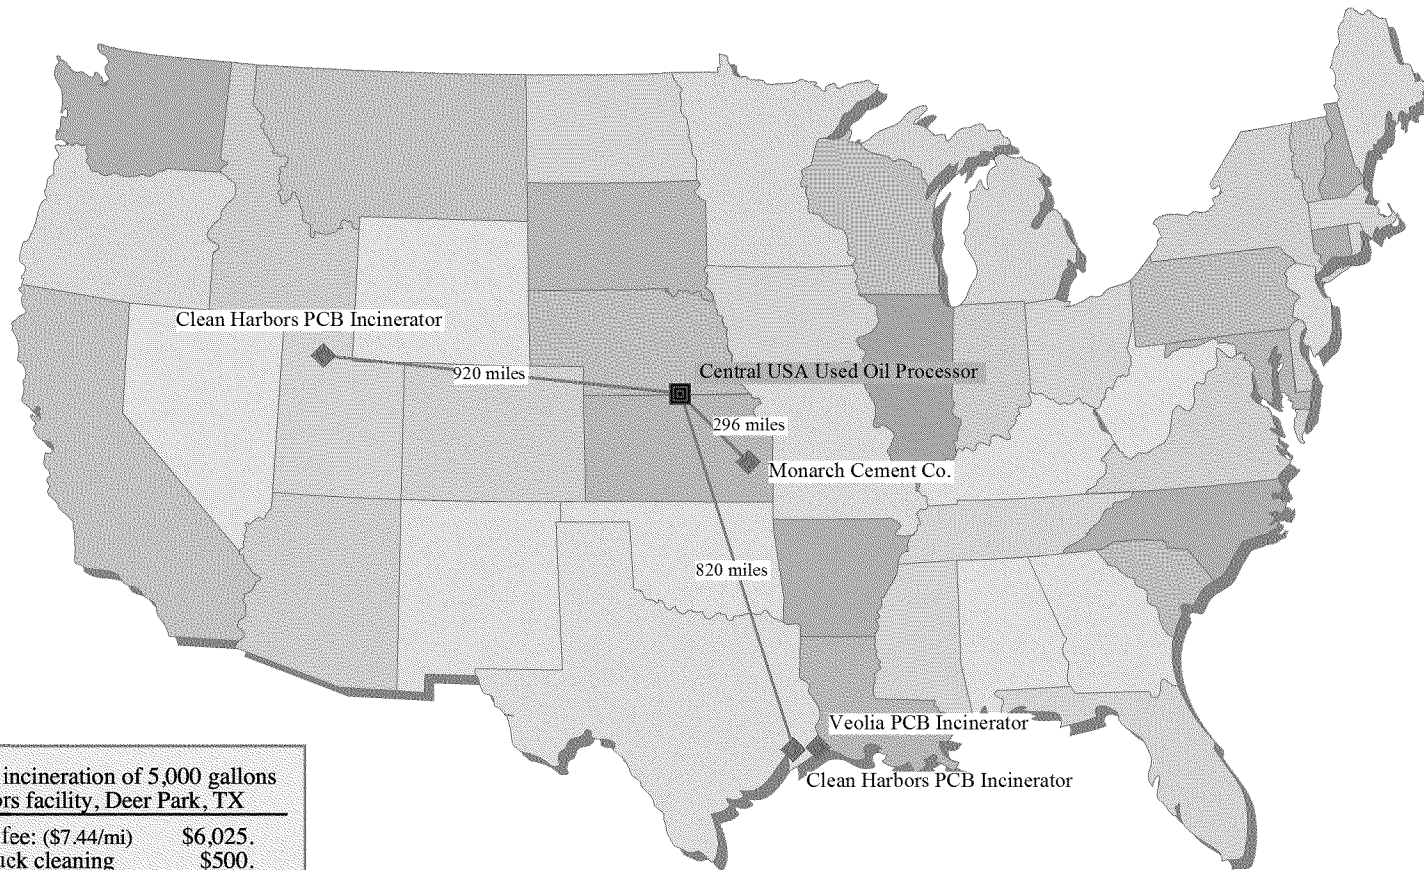 Clean Harbors PCB Incinerator
920 miles
Central USA Used Oil Processor
296 miles
Monarch Cement Co.
820 miles
Veolia PCB Incinerator
Clean Harbors PCB Incinerator
incineration of 5,000 gallons
facility, Deer Park, TX
fee: ($7.44/mi) $6,025.
cleaning $500.